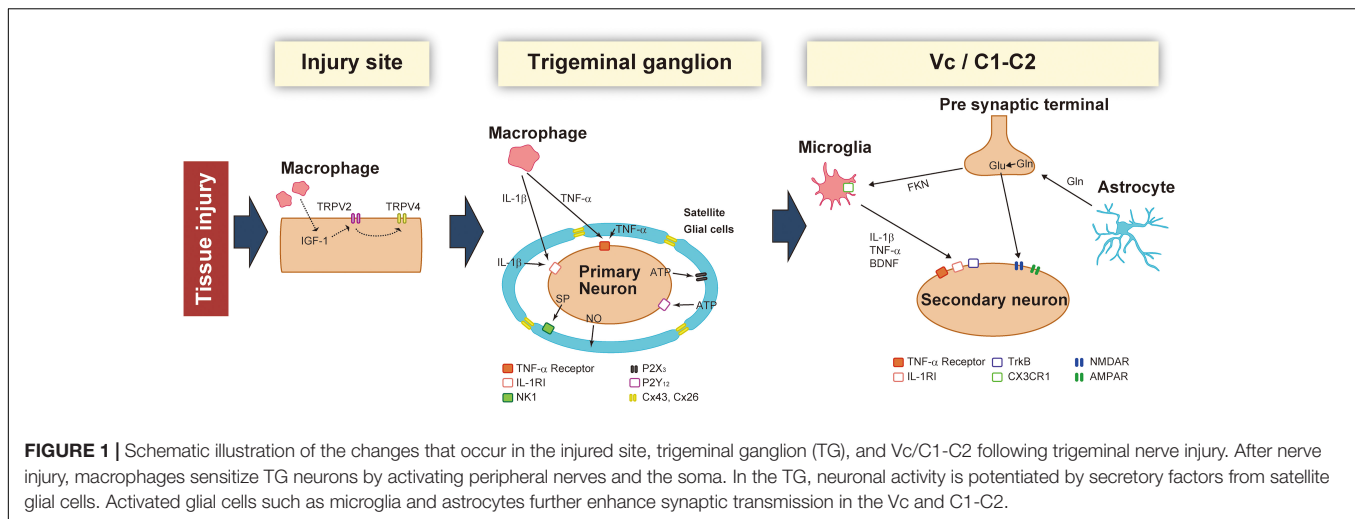 Injury site
Trigeminal ganglion
Vc / C1-C2
Tissue injury
Macrophage
TRPV2
TRPV4
IGF-1
Macrophage
IL-1β
TNF-α
Satellite
Glial cells
TNF-α
IL-1β
Primary
Neuron
ATP
SP
ATP
NO
TNF-α Receptor
IL-1RI
NK1
P2X₃
P2Y₁₂
Cx43, Cx26
Pre synaptic terminal
Microglia
Glu
Gln
FKN
Gln
Astrocyte
IL-1β
TNF-α
BDNF
Secondary neuron
TNF-α Receptor
IL-1RI
TrkB
CX3CR1
NMDAR
AMPAR
FIGURE 1 | Schematic illustration of the changes that occur in the injured site, trigeminal ganglion (TG), and Vc/C1-C2 following trigeminal nerve injury. After nerve
injury, macrophages sensitize TG neurons by activating peripheral nerves and the soma. In the TG, neuronal activity is potentiated by secretory factors from satellite
glial cells. Activated glial cells such as microglia and astrocytes further enhance synaptic transmission in the Vc and C1-C2.